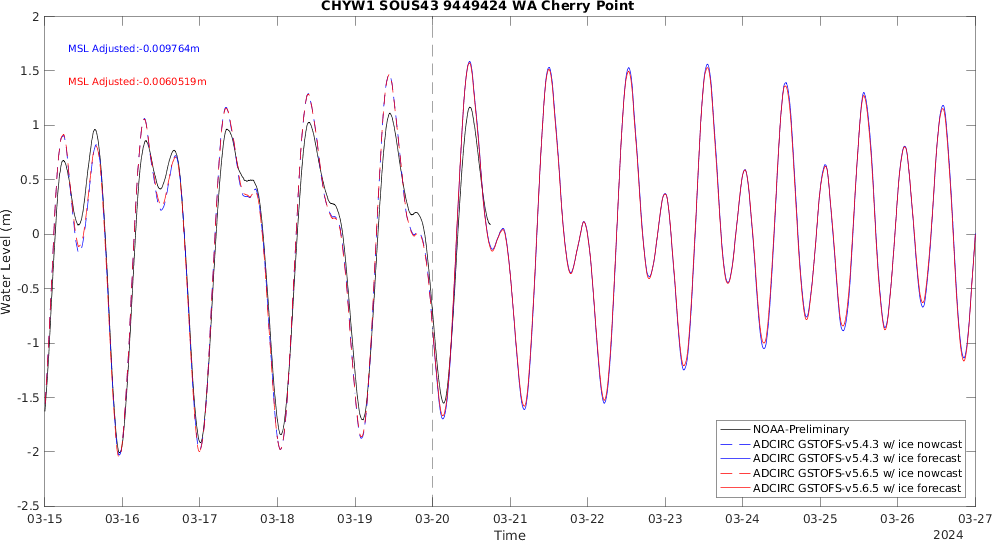 CHYW1 SOUS43 9449424 WA Cherry Point
MSL Adjusted:-0.009764m
MSL Adjusted:-0.0060519m
Water Level (m)
2
1.5
1
0.5
0
-0.5
-1
-1.5
-2
-2.5
NOAA-Preliminary
ADCIRC GSTOFS-v5.4.3 w/ ice nowcast
ADCIRC GSTOFS-v5.4.3 w/ ice forecast
ADCIRC GSTOFS-v5.6.5 w/ ice nowcast
ADCIRC GSTOFS-v5.6.5 w/ ice forecast
03-15 03-16 03-17 03-18 03-19 03-20 03-21 03-22 03-23 03-24 03-25 03-26 03-27
Time
2024